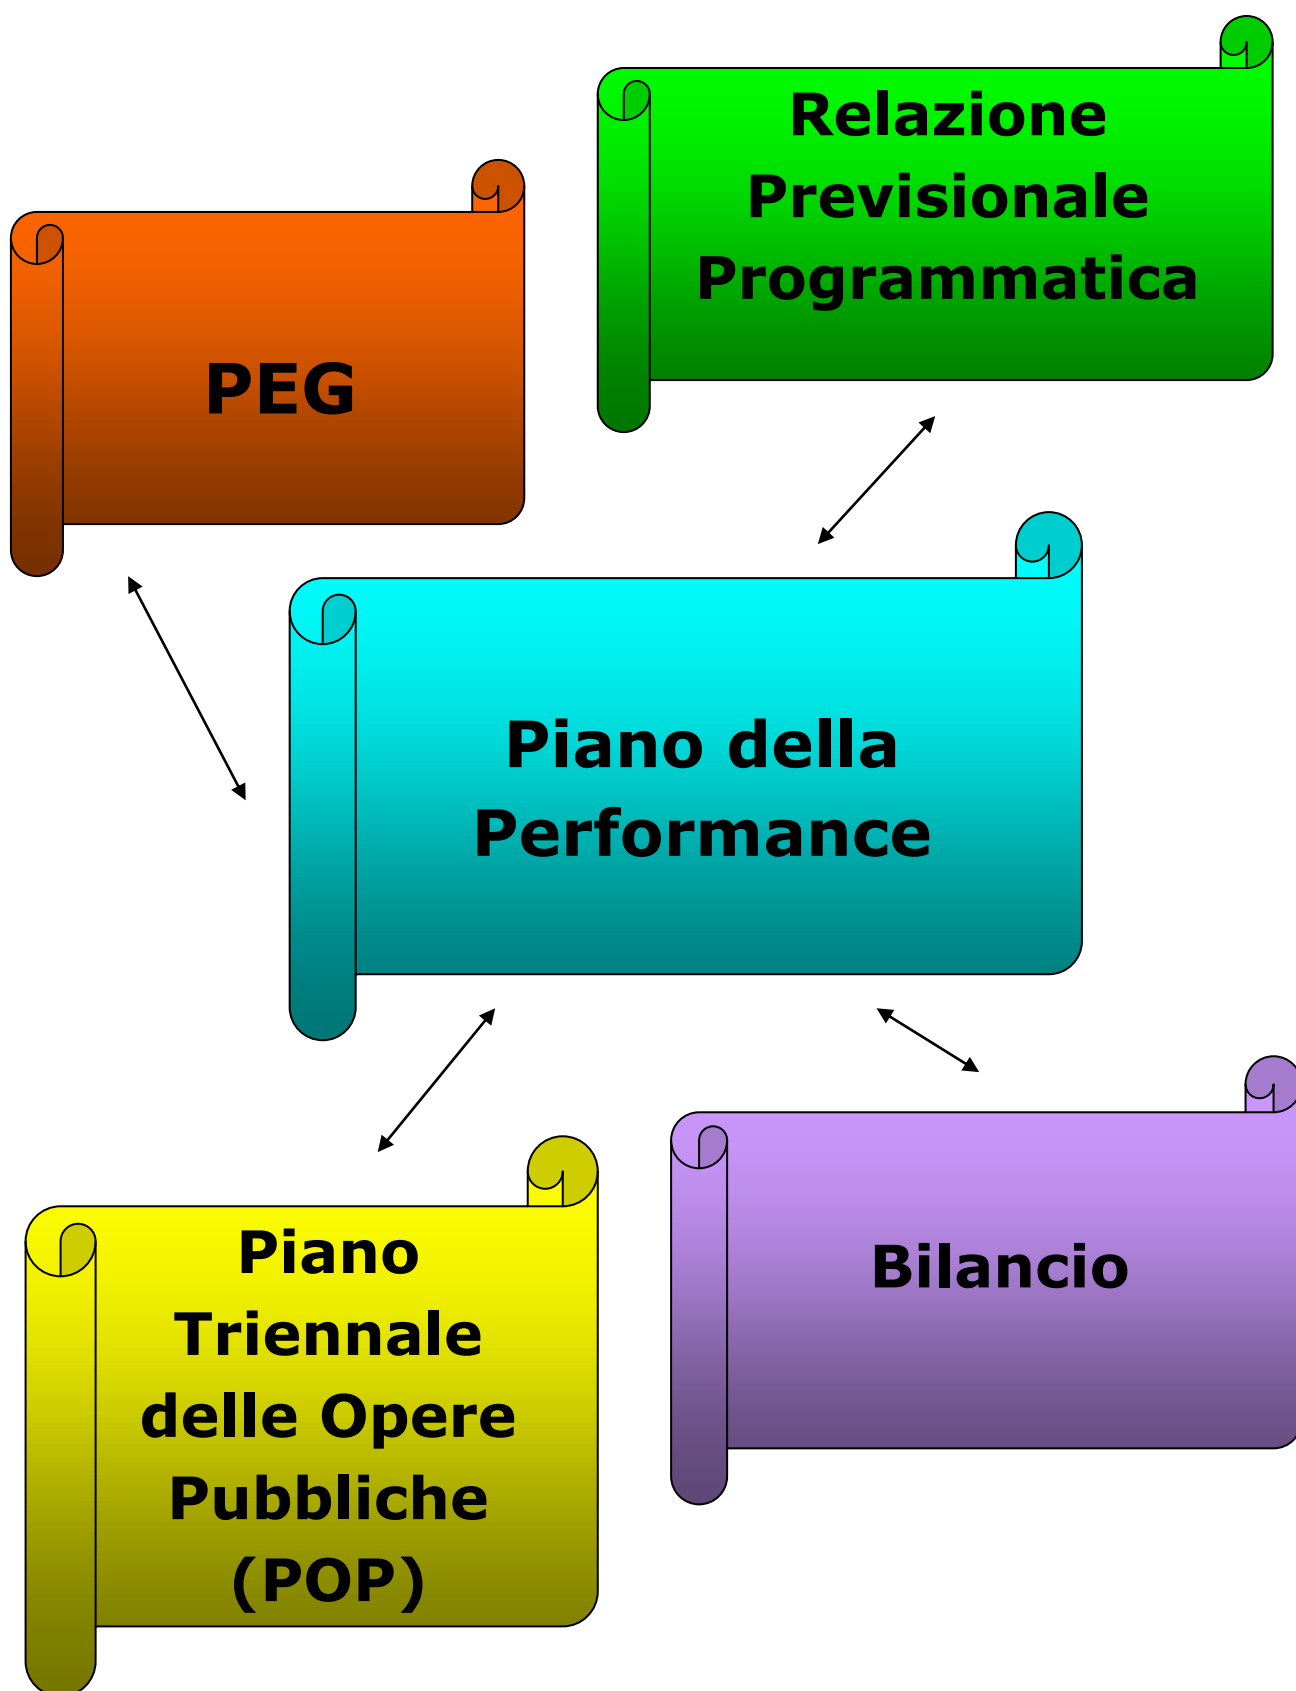 Relazione
Previsionale
Programmatica
PEG
Piano della
Performance
Piano
Triennale
delle Opere
Pubbliche
(POP)
Bilancio